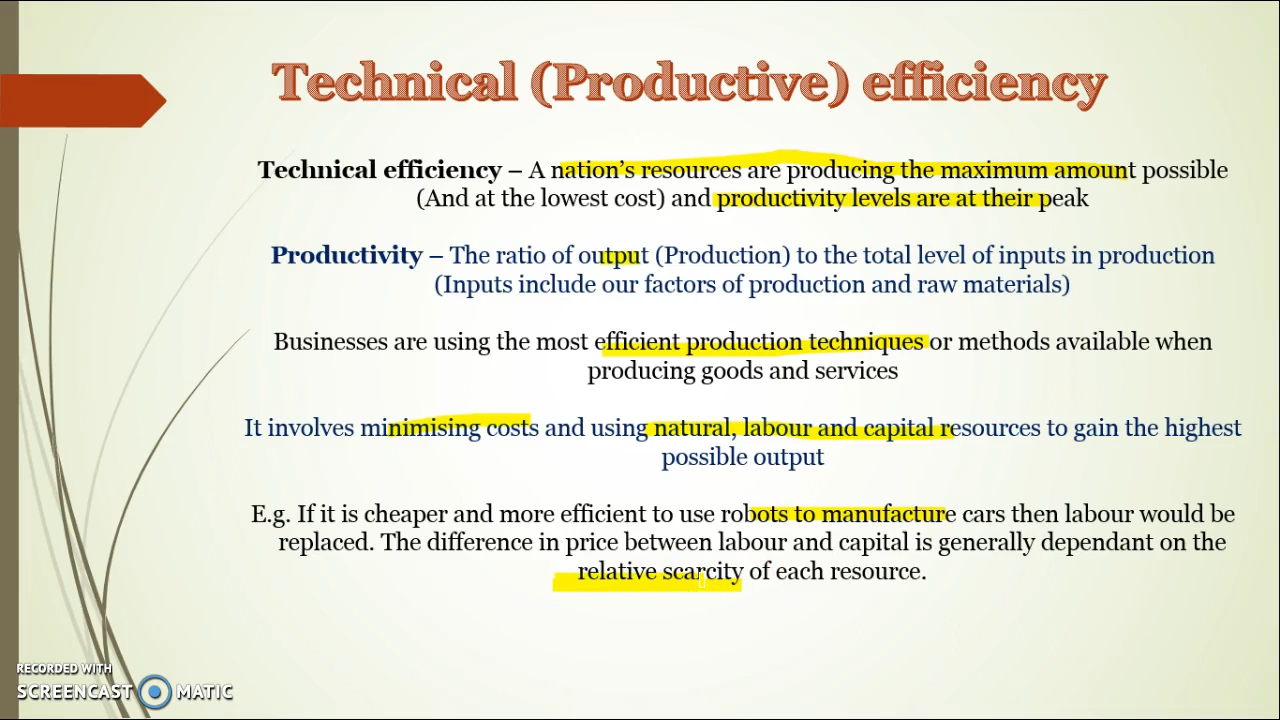 Technical (Productive) efficiency
Technical efficiency – A nation’s resources are producing the maximum amount possible
(And at the lowest cost) and productivity levels are at their peak
Productivity – The ratio of output (Production) to the total level of inputs in production
(Inputs include our factors of production and raw materials)
Businesses are using the most efficient production techniques or methods available when
producing goods and services
It involves minimising costs and using natural, labour and capital resources to gain the highest
possible output
E.g. If it is cheaper and more efficient to use robots to manufacture cars then labour would be
replaced. The difference in price between labour and capital is generally dependant on the
relative scarcity of each resource.
RECORDED WITH
SCREENCAST MATIC